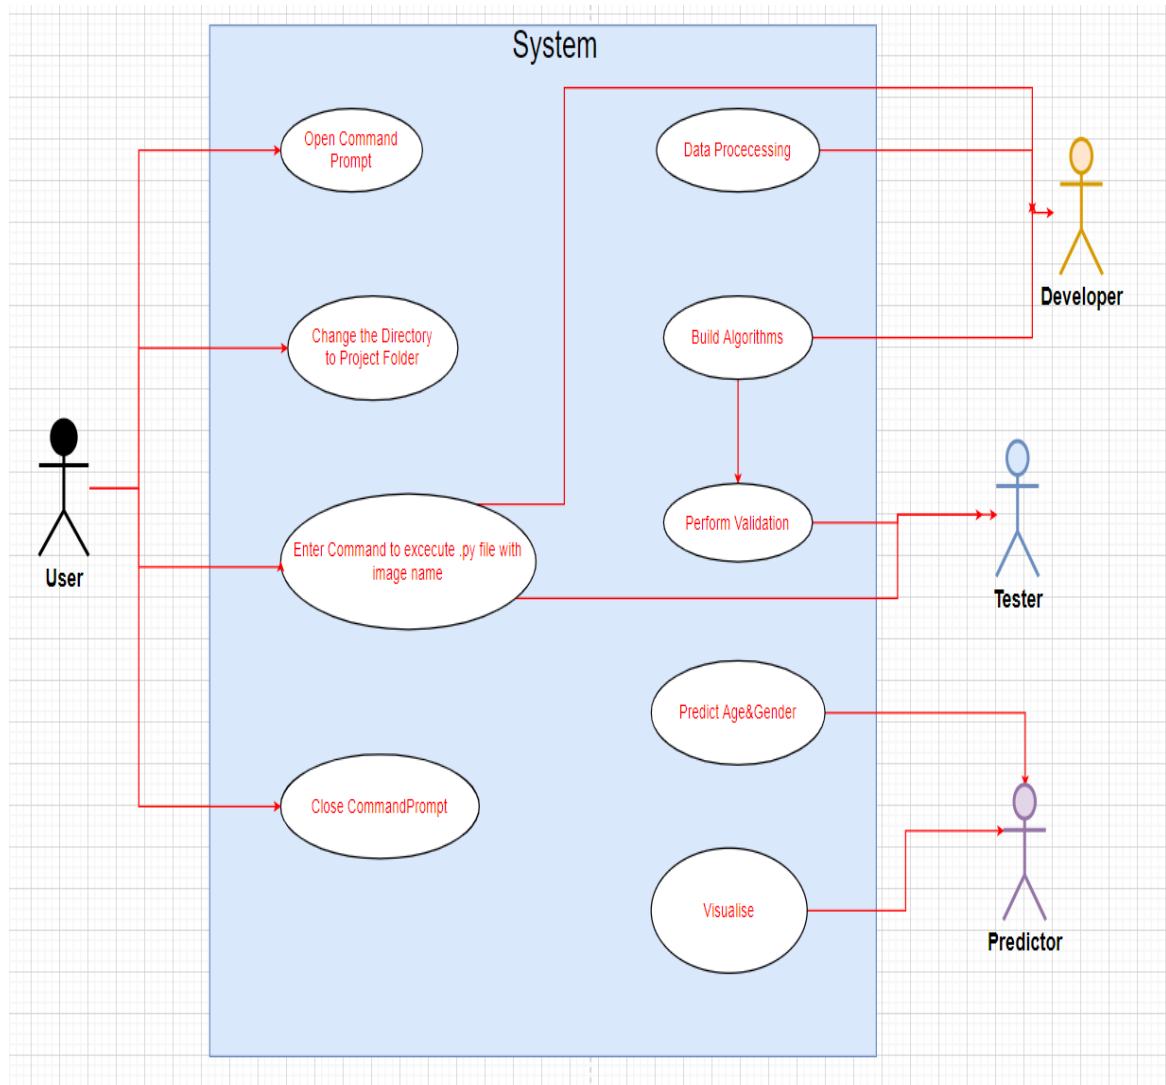 System
Open Command
Prompt
Data Procecessing
Developer
Change the Directory
to Project Folder
Build Algorithms
User
Enter Command to excecute .py file with
image name
Perform Validation
Tester
Predict Age&Gender
Close CommandPrompt
Visualise
Predictor